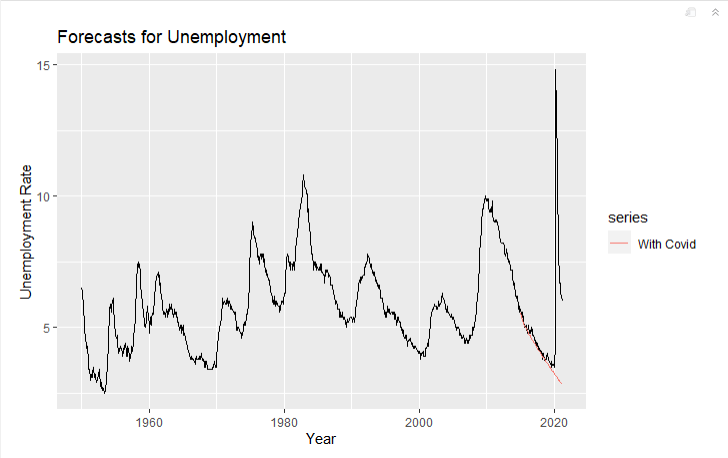 Forecasts for Unemployment
15
10
5
Unemployment Rate
1960
1980
2000
2020
Year
series
With Covid